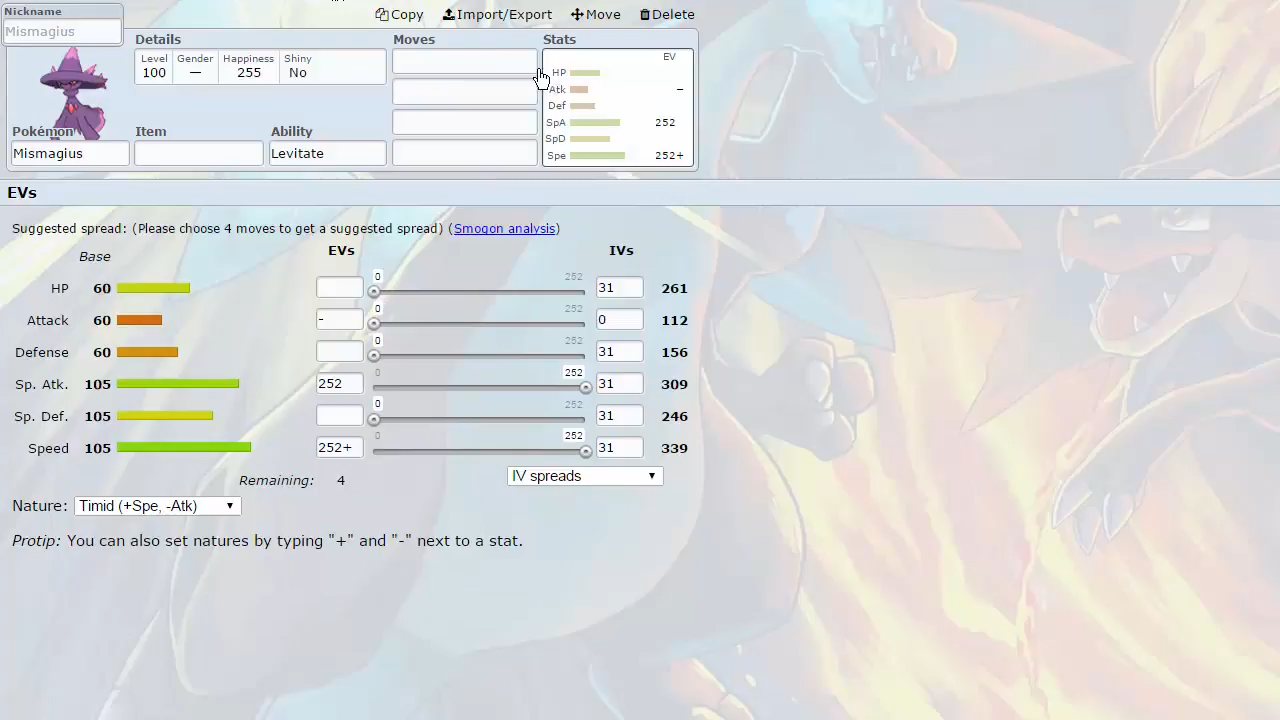 Nickname
Mismagius
Copy Import/Export Move Delete
Details
Level Gender Happiness Shiny
100 — 255 No
Moves
Stats
EV
HP
Atk –
Def
SpA 252
SpD
Spe 252+
Pokémon Item Ability
Mismagius Levitate
EVs
Suggested spread: (Please choose 4 moves to get a suggested spread) (Smogon analysis)
Base EVs IVs
HP 60 0 252 31 261
Attack 60 - 0 252 0 112
Defense 60 0 252 31 156
Sp. Atk. 105 252 0 252 31 309
Sp. Def. 105 0 252 31 246
Speed 105 252+ 0 252 31 339
Remaining: 4 IV spreads
Nature: Timid (+Spe, -Atk)
Protip: You can also set natures by typing "+" and "-" next to a stat.